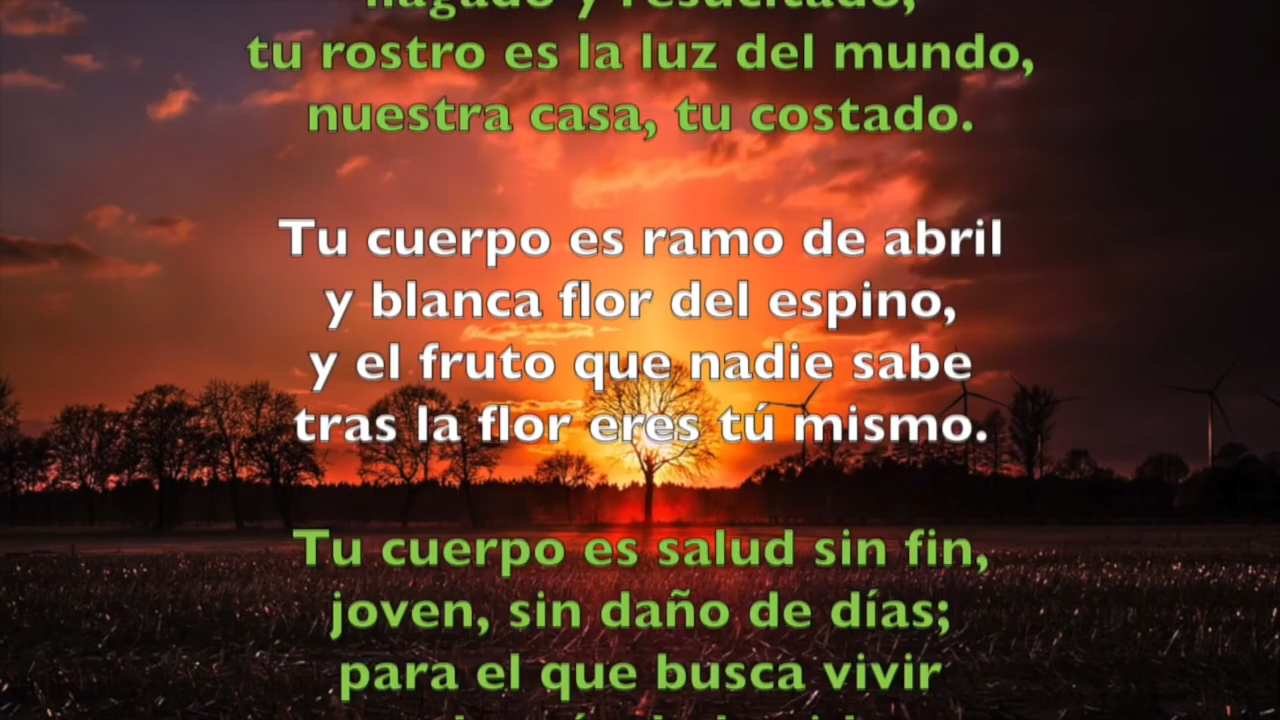 llagado y resucitado,
tu rostro es la luz del mundo,
nuestra casa, tu costado.
Tu cuerpo es ramo de abril
y blanca flor del espino,
y el fruto que nadie sabe
tras la flor eres tú mismo.
Tu cuerpo es salud sin fin,
joven, sin daño de días;
para el que busca vivir